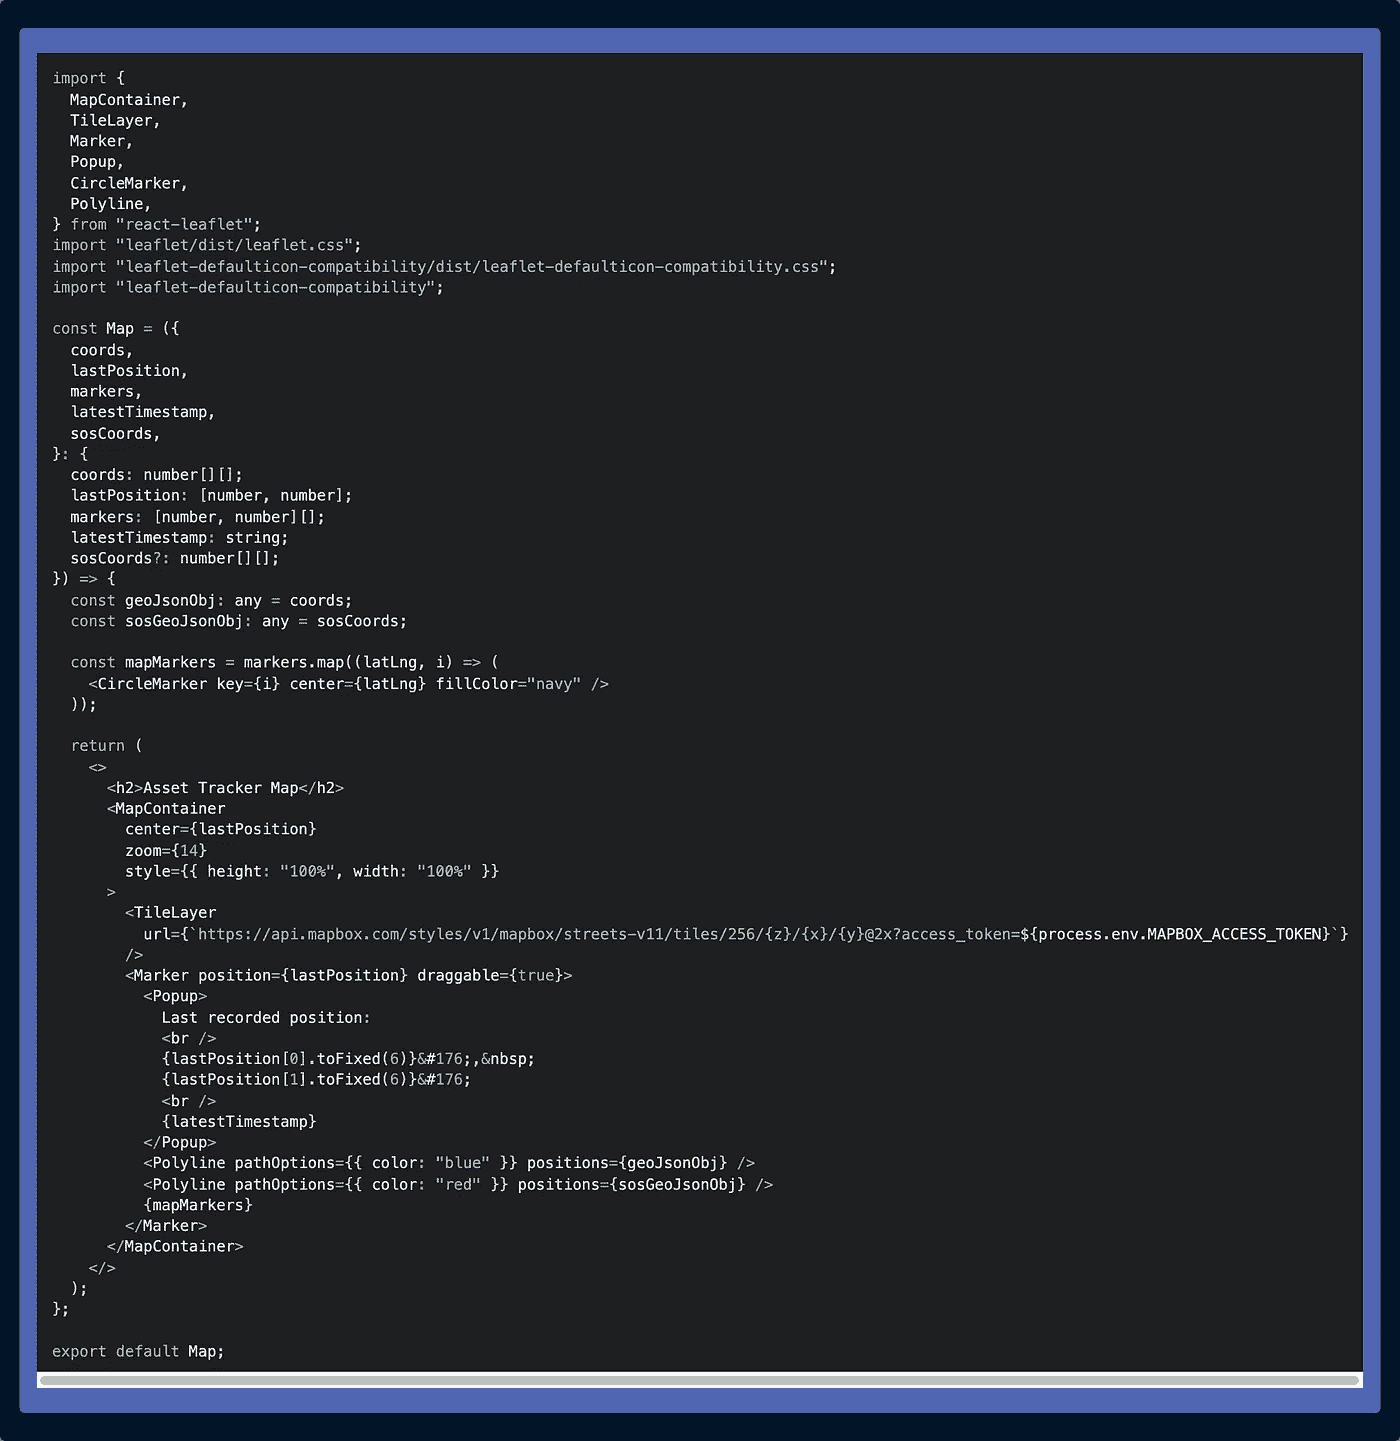 import {
  MapContainer,
  TileLayer,
  Marker,
  Popup,
  CircleMarker,
  Polyline,
} from "react-leaflet";
import "leaflet/dist/leaflet.css";
import "leaflet-defaulticon-compatibility/dist/leaflet-defaulticon-compatibility.css";
import "leaflet-defaulticon-compatibility";

const Map = ({
  coords,
  lastPosition,
  markers,
  latestTimestamp,
  sosCoords,
}: {
  coords: number[][];
  lastPosition: [number, number];
  markers: [number, number][];
  latestTimestamp: string;
  sosCoords?: number[][];
}) => {
  const geoJsonObj: any = coords;
  const sosGeoJsonObj: any = sosCoords;

  const mapMarkers = markers.map((latLng, i) => (
    <CircleMarker key={i} center={latLng} fillColor="navy" />
  ));

  return (
    <>
      <h2>Asset Tracker Map</h2>
      <MapContainer
        center={lastPosition}
        zoom={14}
        style={{ height: "100%", width: "100%" }}
      >
        <TileLayer
          url={`https://api.mapbox.com/styles/v1/mapbox/streets-v11/tiles/256/{z}/{x}/{y}@2x?access_token=${process.env.MAPBOX_ACCESS_TOKEN}`}
        />
        <Marker position={lastPosition} draggable={true}>
          <Popup>
            Last recorded position:
            <br />
            {lastPosition[0].toFixed(6)}&#176;,&nbsp;
            {lastPosition[1].toFixed(6)}&#176;
            <br />
            {latestTimestamp}
          </Popup>
          <Polyline pathOptions={{ color: "blue" }} positions={geoJsonObj} />
          <Polyline pathOptions={{ color: "red" }} positions={sosGeoJsonObj} />
          {mapMarkers}
        </Marker>
      </MapContainer>
    </>
  );
};

export default Map;